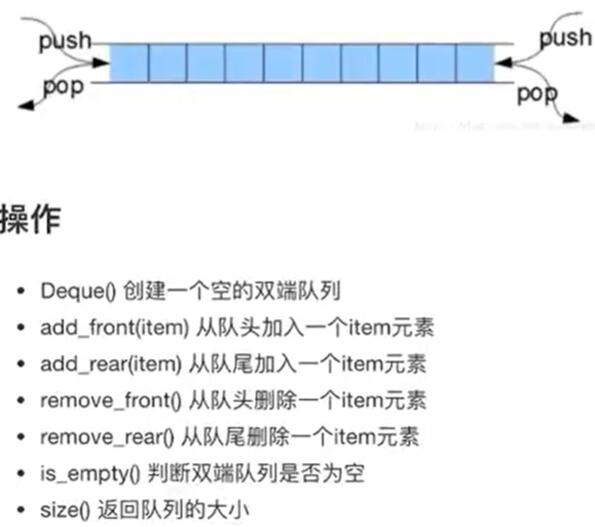 push
push
pop
pop
操作
• Deque() 创建一个空的双端队列
• add_front(item) 从队头加入一个item元素
• add_rear(item) 从队尾加入一个item元素
• remove_front() 从队头删除一个item元素
• remove_rear() 从队尾删除一个item元素
• is_empty() 判断双端队列是否为空
• size() 返回队列的大小